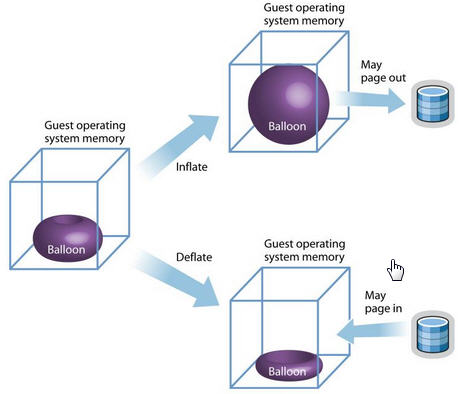 Guest operating
system memory
Balloon
Inflate
Deflate
Guest operating
system memory
Balloon
May
page out
Guest operating
system memory
Balloon
May
page in